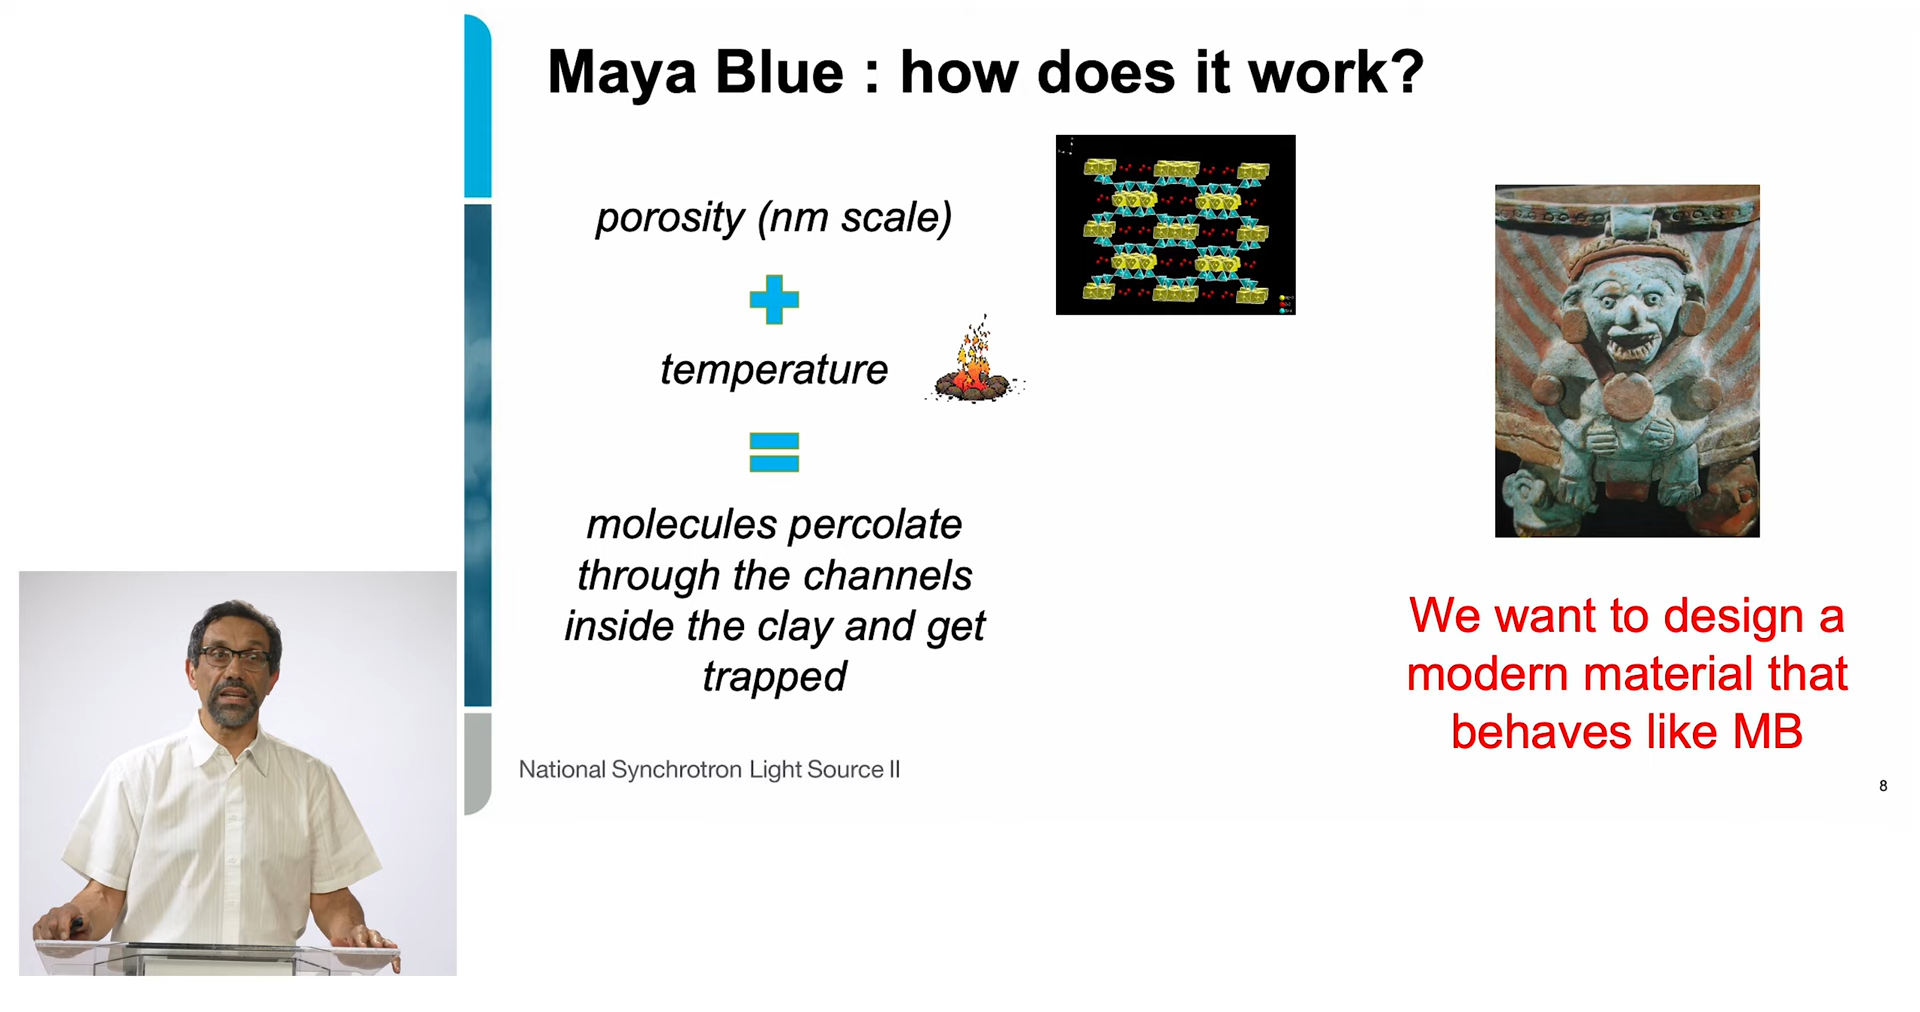 Maya Blue : how does it work?
porosity (nm scale)
temperature
molecules percolate
through the channels
inside the clay and get
trapped
We want to design a
modern material that
behaves like MB
National Synchrotron Light Source II
8